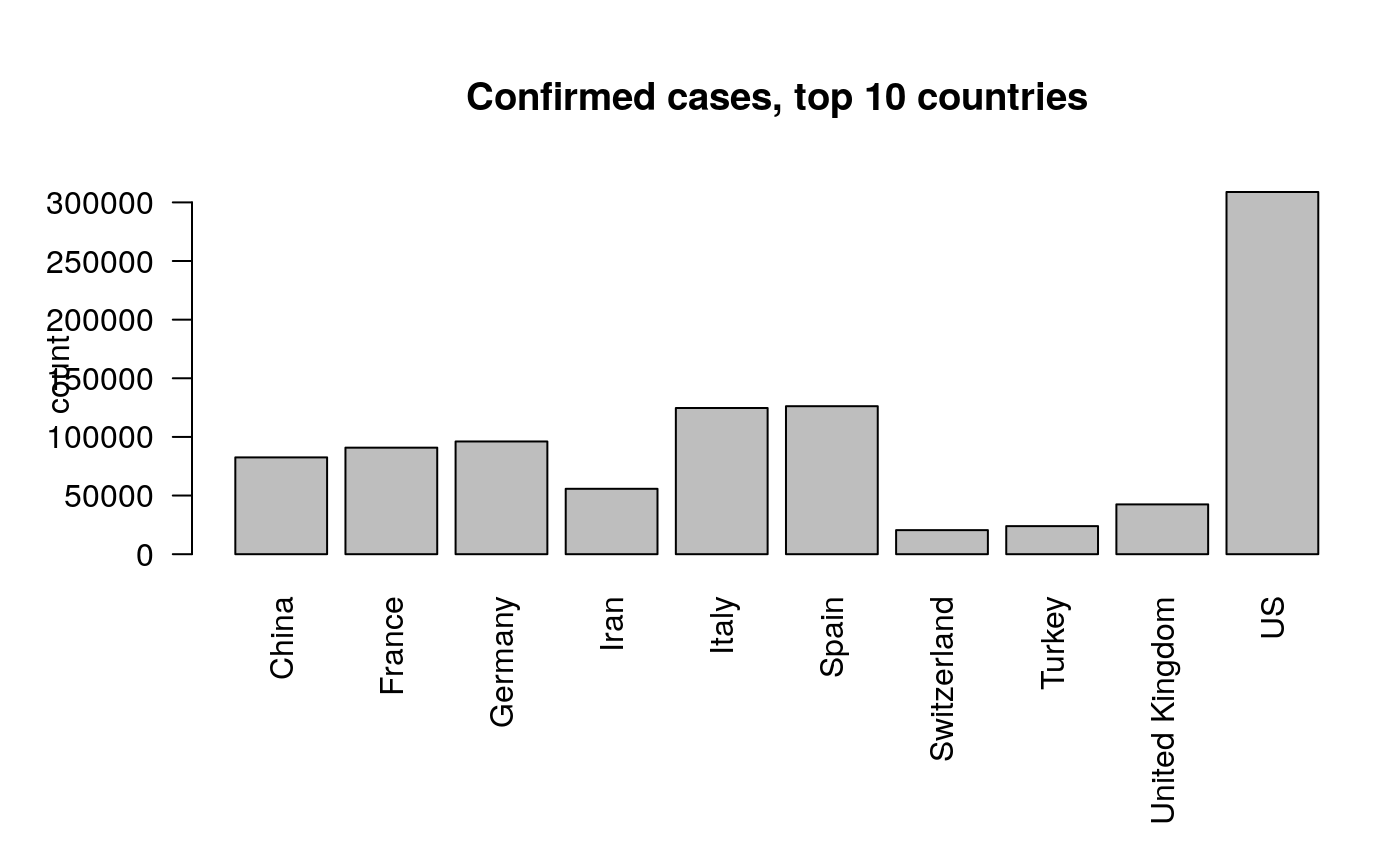 Confirmed cases, top 10 countries
300000
250000
200000
150000
100000
50000
0
count
China
France
Germany
Iran
Italy
Spain
Switzerland
Turkey
United Kingdom
US